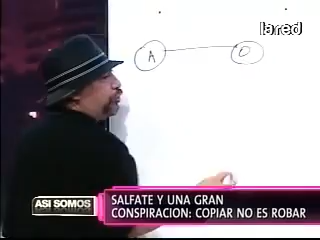 lared
A O
ASI SOMOS
SALFATE Y UNA GRAN
CONSPIRACION: COPIAR NO ES ROBAR